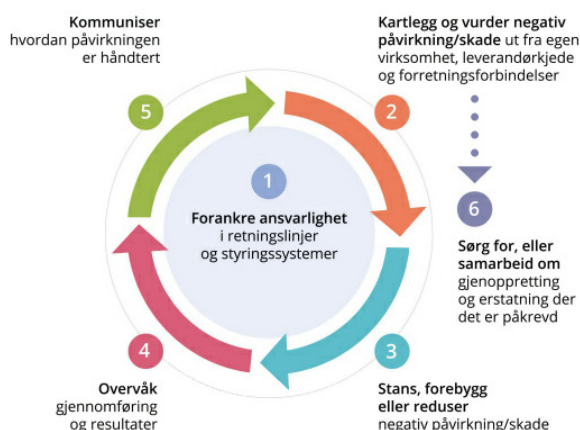 1
Forankre ansvarlighet
i retningslinjer
og styringssystemer
2
Kartlegg og vurder negativ
påvirkning/skade ut fra egen
virksomhet, leverandørkjede
og forretningsforbindelser
3
Stans, forebygg
eller reduser
negativ påvirkning/skade
4
Overvåk
gjennomføring
og resultater
5
Kommuniser
hvordan påvirkningen
er håndtert
6
Sørg for, eller
samarbeid om
gjenoppretting
og erstatning der
det er påkrevd